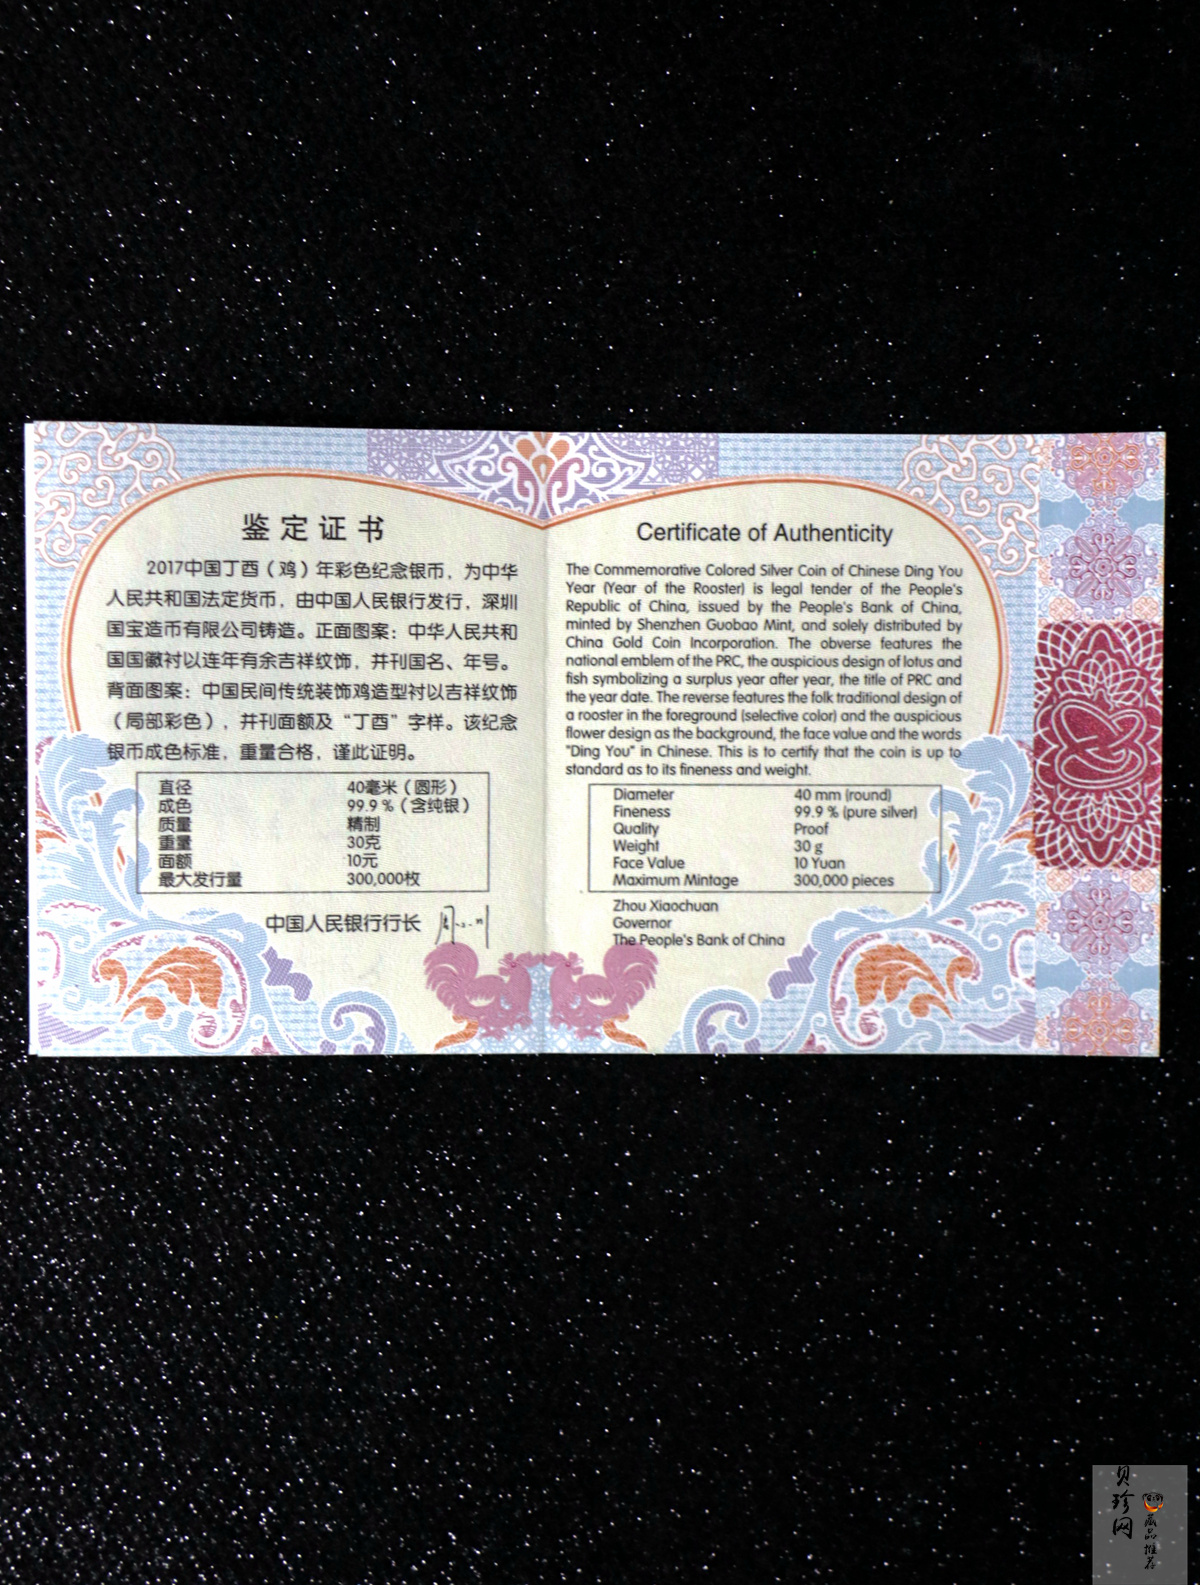 鉴定证书
2017中国丁酉（鸡）年彩色纪念银币，为中华
人民共和国法定货币，由中国人民银行发行，深圳
国宝造币有限公司铸造。正面图案：中华人民共和
国国徽衬以连年有余吉祥纹饰，并刊国名、年号。
背面图案：中国民间传统装饰鸡造型衬以吉祥纹饰
（局部彩色），并刊面额及“丁酉”字样。该纪念
银币成色标准，重量合格，谨此证明。
直径 40毫米（圆形）
成色 99.9 %（含纯银）
质量 精制
重量 30克
面额 10元
最大发行量 300,000枚
中国人民银行行长
Certificate of Authenticity
The Commemorative Colored Silver Coin of Chinese Ding You
Year (Year of the Rooster) is legal tender of the People's
Republic of China, issued by the People's Bank of China,
minted by Shenzhen Guobao Mint, and solely distributed by
China Gold Coin Incorporation. The obverse features the
national emblem of the PRC, the auspicious design of lotus and
fish symbolizing a surplus year after year, the title of PRC and
the year date. The reverse features the folk traditional design of
a rooster in the foreground (selective color) and the auspicious
flower design as the background, the face value and the words
"Ding You" in Chinese. This is to certify that the coin is up to
standard as to its fineness and weight.
Diameter 40 mm (round)
Fineness 99.9 % (pure silver)
Quality Proof
Weight 30 g
Face Value 10 Yuan
Maximum Mintage 300,000 pieces
Zhou Xiaochuan
Governor
The People's Bank of China
贝珍网
藏品推荐